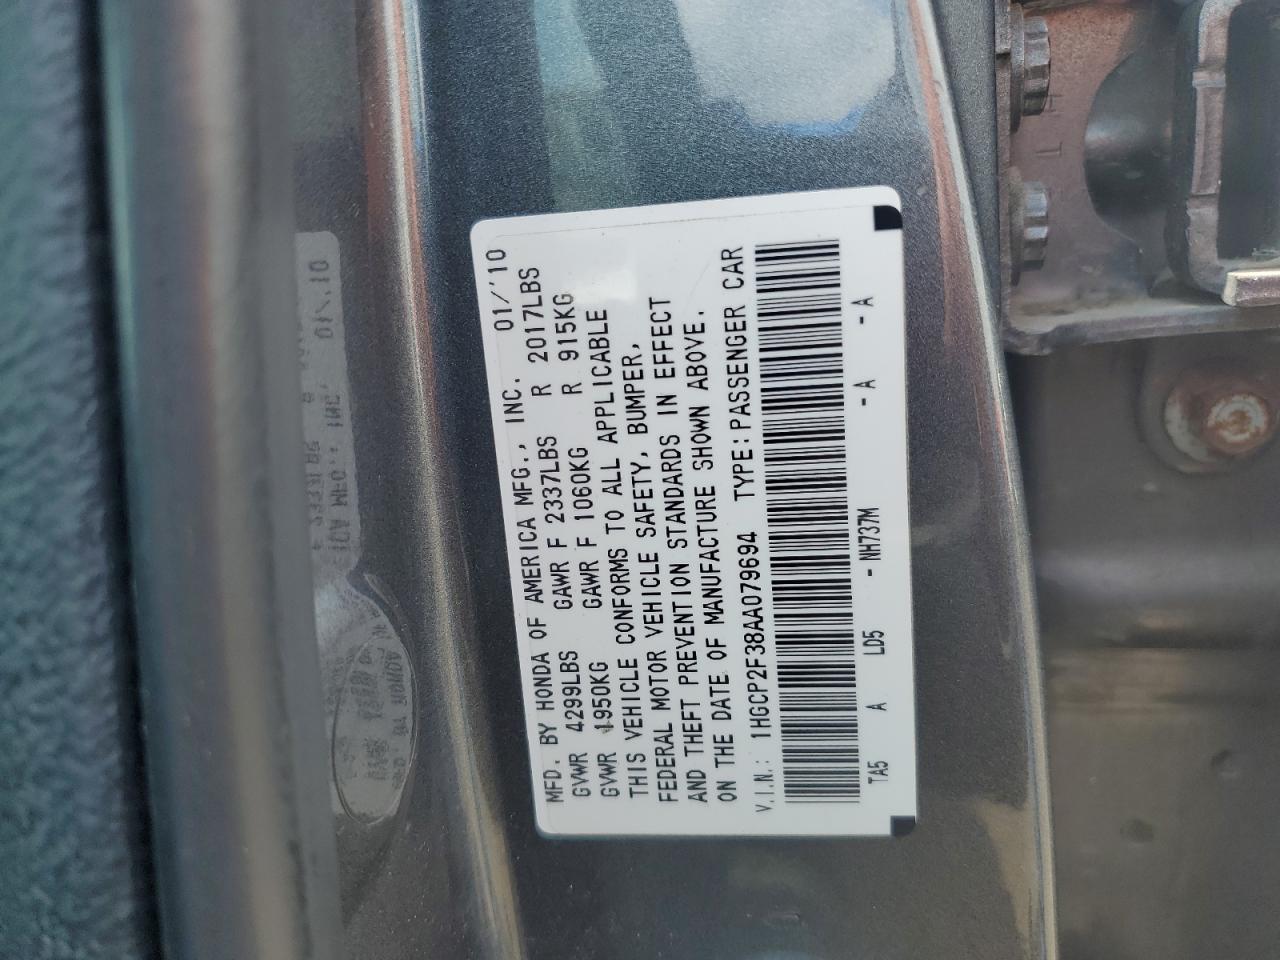 MFD. BY HONDA OF AMERICA MFG., INC. 01/'10
GVWR 4299LBS GAWR F 2337LBS R 2017LBS
GVWR 1950KG GAWR F 1060KG R 915KG
THIS VEHICLE CONFORMS TO ALL APPLICABLE
FEDERAL MOTOR VEHICLE SAFETY, BUMPER,
AND THEFT PREVENTION STANDARDS IN EFFECT
ON THE DATE OF MANUFACTURE SHOWN ABOVE.
V.I.N.: 1HGCP2F38AA079694 TYPE:PASSENGER CAR
TA5 A LD5 - NH737M - A - A